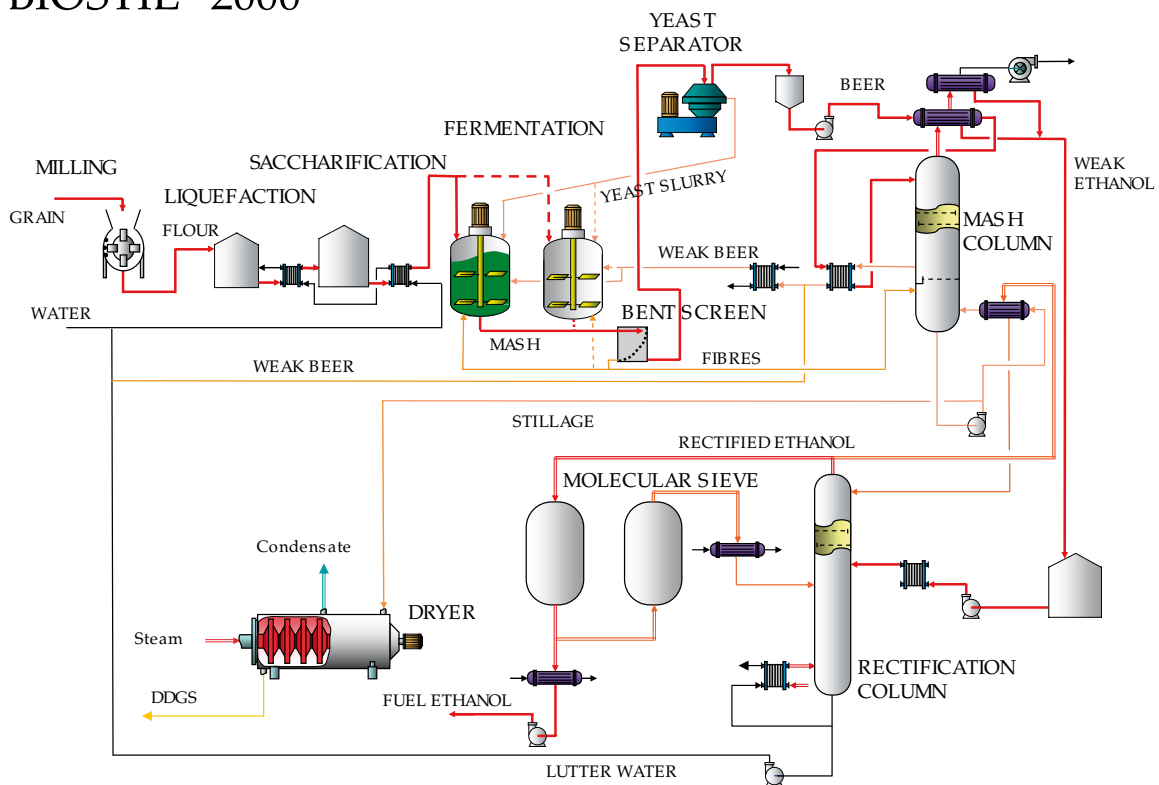 BIOSTIL 2000
YEAST
SEPARATOR
BEER
FERMENTATION
SACCHARIFICATION
MILLING
LIQUEFACTION
WEAK
ETHANOL
GRAIN
FLOUR
YEAST SLURRY
MASH
COLUMN
WEAK BEER
WATER
BENT SCREEN
MASH
FIBRES
WEAK BEER
STILLAGE
RECTIFIED ETHANOL
MOLECULAR SIEVE
Condensate
DRYER
Steam
RECTIFICATION
COLUMN
DDGS
FUEL ETHANOL
LUTTER WATER